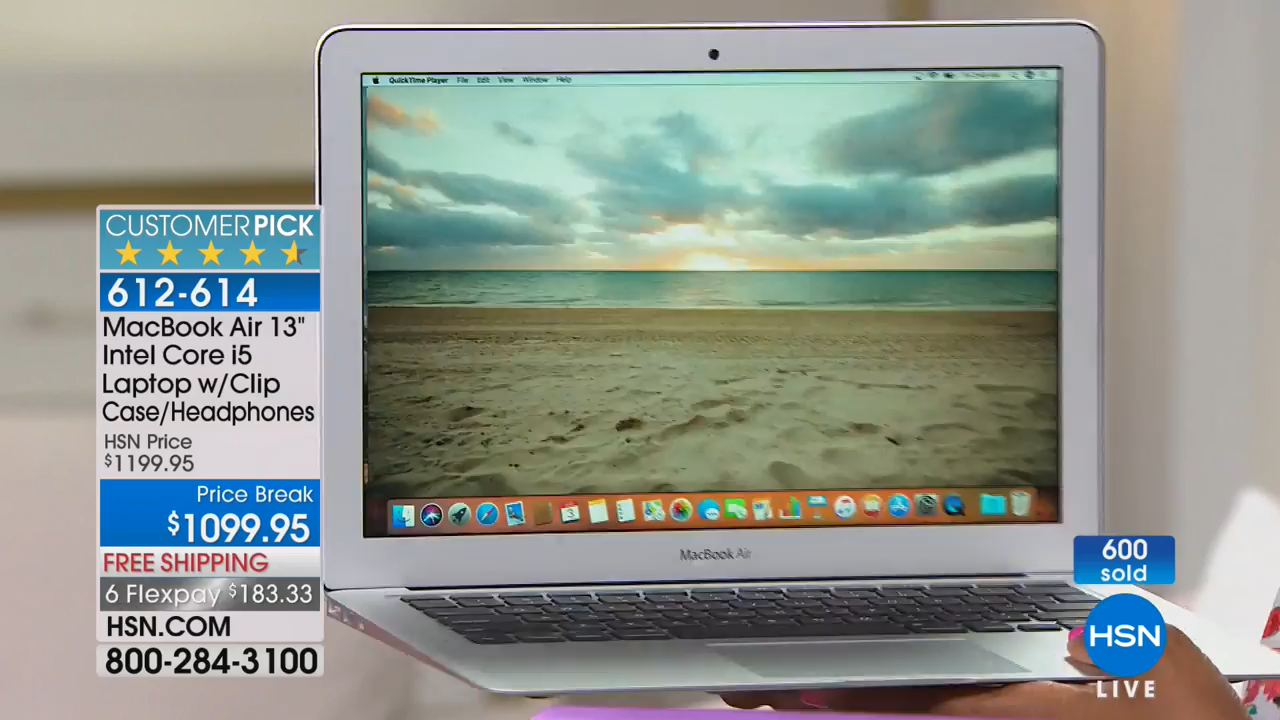 CUSTOMER PICK
612-614
MacBook Air 13"
Intel Core i5
Laptop w/Clip
Case/Headphones
HSN Price
$1199.95
Price Break
$1099.95
FREE SHIPPING
6 Flexpay $183.33
HSN.COM
800-284-3100
QuickTime Player File Edit View Window Help
3
MacBook Air
600
sold
HSN
LIVE